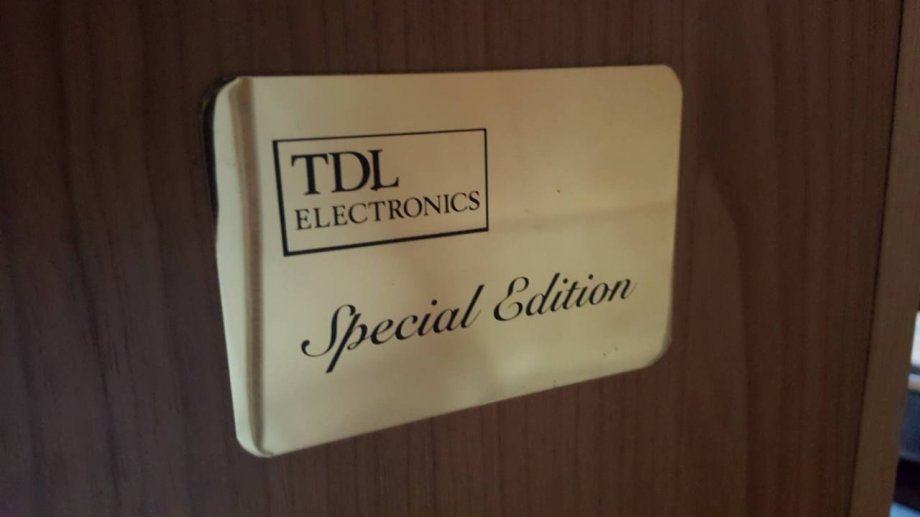 TDL
ELECTRONICS
Special Edition